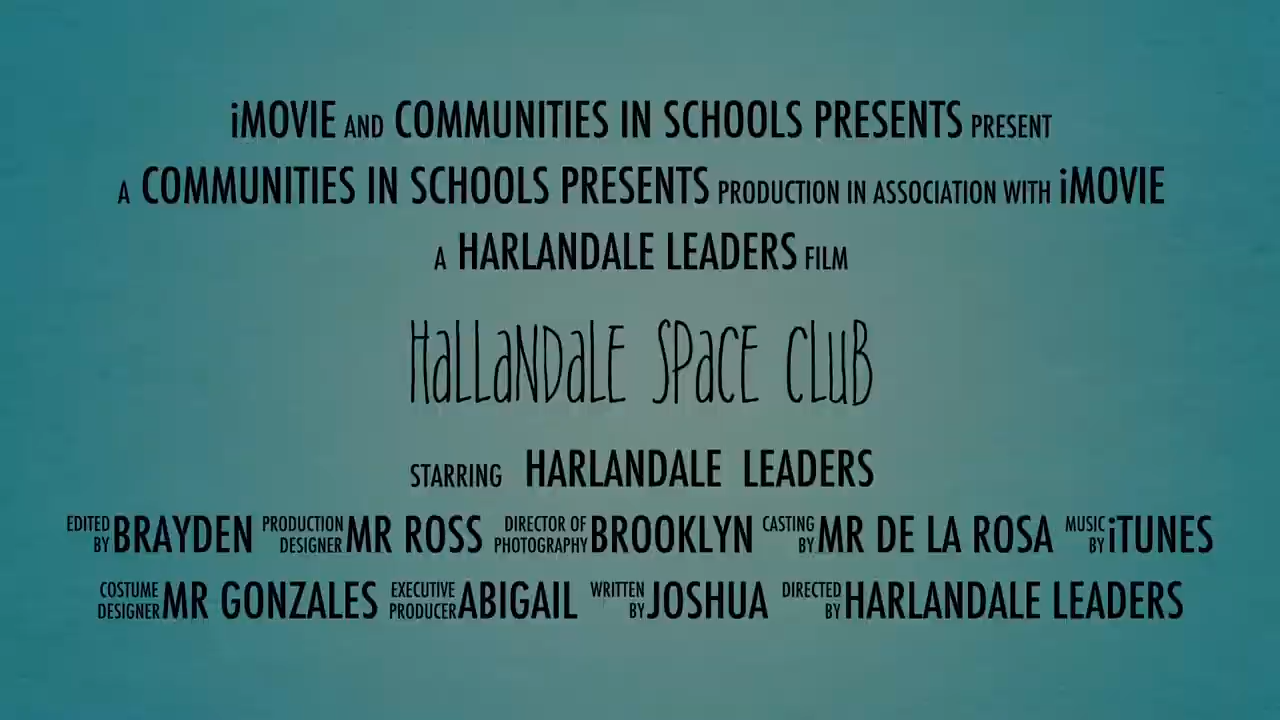 iMOVIE AND COMMUNITIES IN SCHOOLS PRESENTS PRESENT
A COMMUNITIES IN SCHOOLS PRESENTS PRODUCTION IN ASSOCIATION WITH iMOVIE
A HARLANDALE LEADERS FILM
HaLLaNDaLE SPaCE CLuB
STARRING HARLANDALE LEADERS
EDITED BY BRAYDEN PRODUCTION DESIGNER MR ROSS DIRECTOR OF PHOTOGRAPHY BROOKLYN CASTING BY MR DE LA ROSA MUSIC BY iTUNES
COSTUME DESIGNER MR GONZALES EXECUTIVE PRODUCER ABIGAIL WRITTEN BY JOSHUA DIRECTED BY HARLANDALE LEADERS